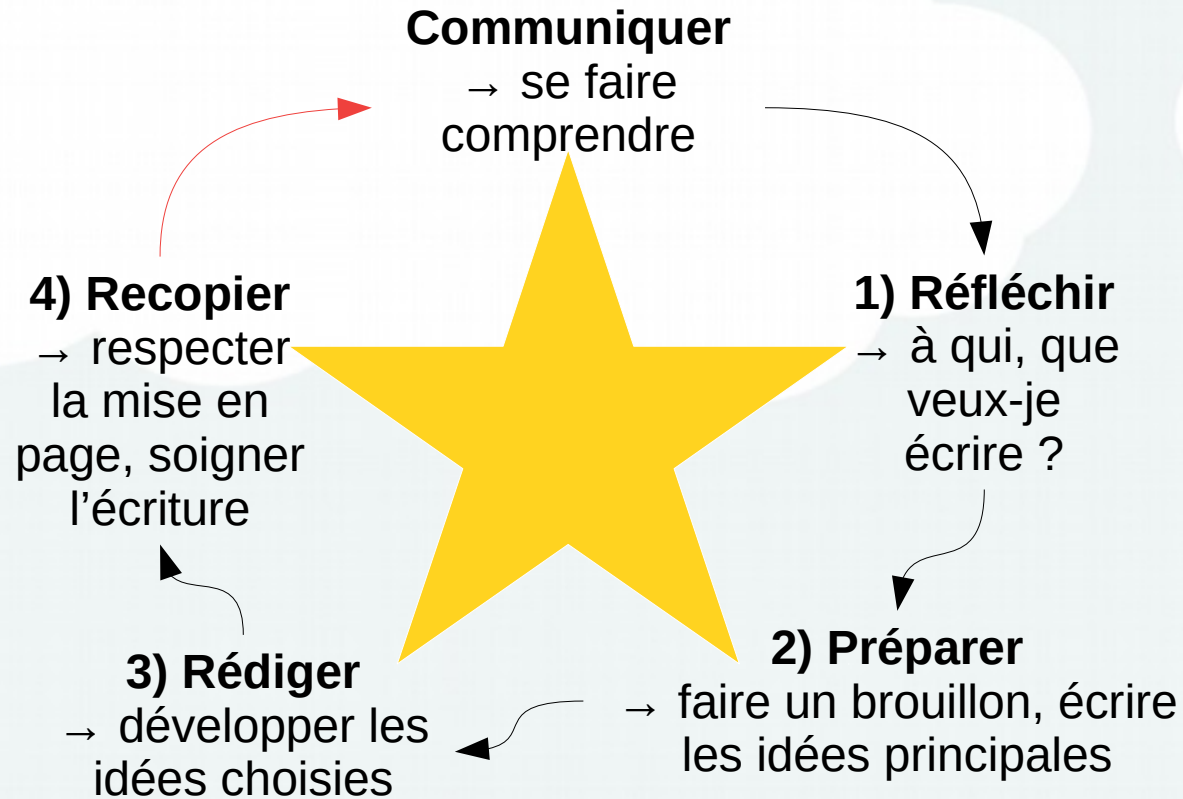 Communiquer
→ se faire
comprendre
1) Réfléchir
→ à qui, que
veux-je
écrire ?
2) Préparer
→ faire un brouillon, écrire
les idées principales
3) Rédiger
→ développer les
idées choisies
4) Recopier
→ respecter
la mise en
page, soigner
l’écriture